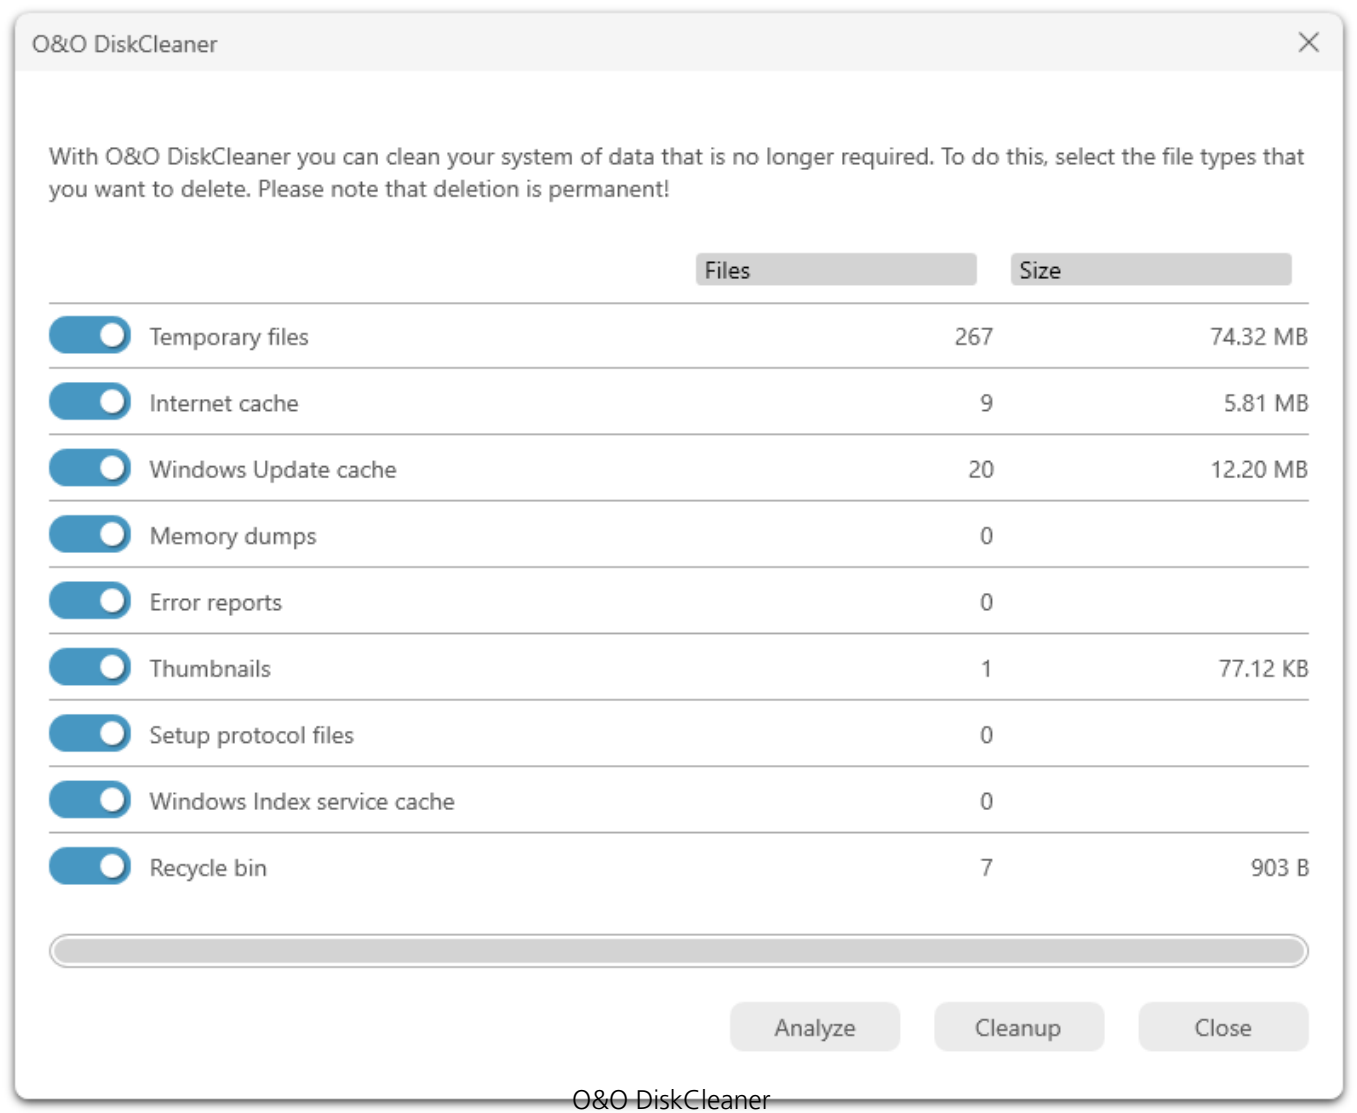 O&O DiskCleaner
With O&O DiskCleaner you can clean your system of data that is no longer required. To do this, select the file types that
you want to delete. Please note that deletion is permanent!
Files Size
Temporary files 267 74.32 MB
Internet cache 9 5.81 MB
Windows Update cache 20 12.20 MB
Memory dumps 0
Error reports 0
Thumbnails 1 77.12 KB
Setup protocol files 0
Windows Index service cache 0
Recycle bin 7 903 B
Analyze Cleanup Close
O&O DiskCleaner